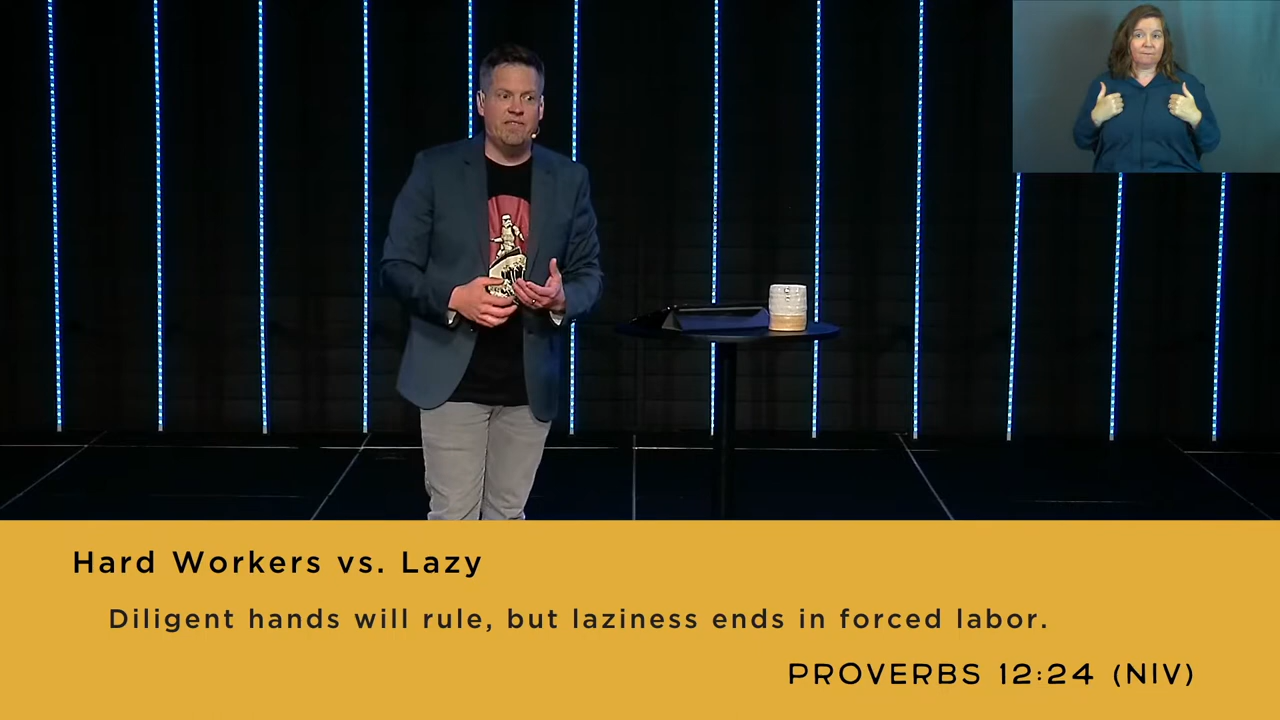 Hard Workers vs. Lazy
Diligent hands will rule, but laziness ends in forced labor.
PROVERBS 12:24 (NIV)